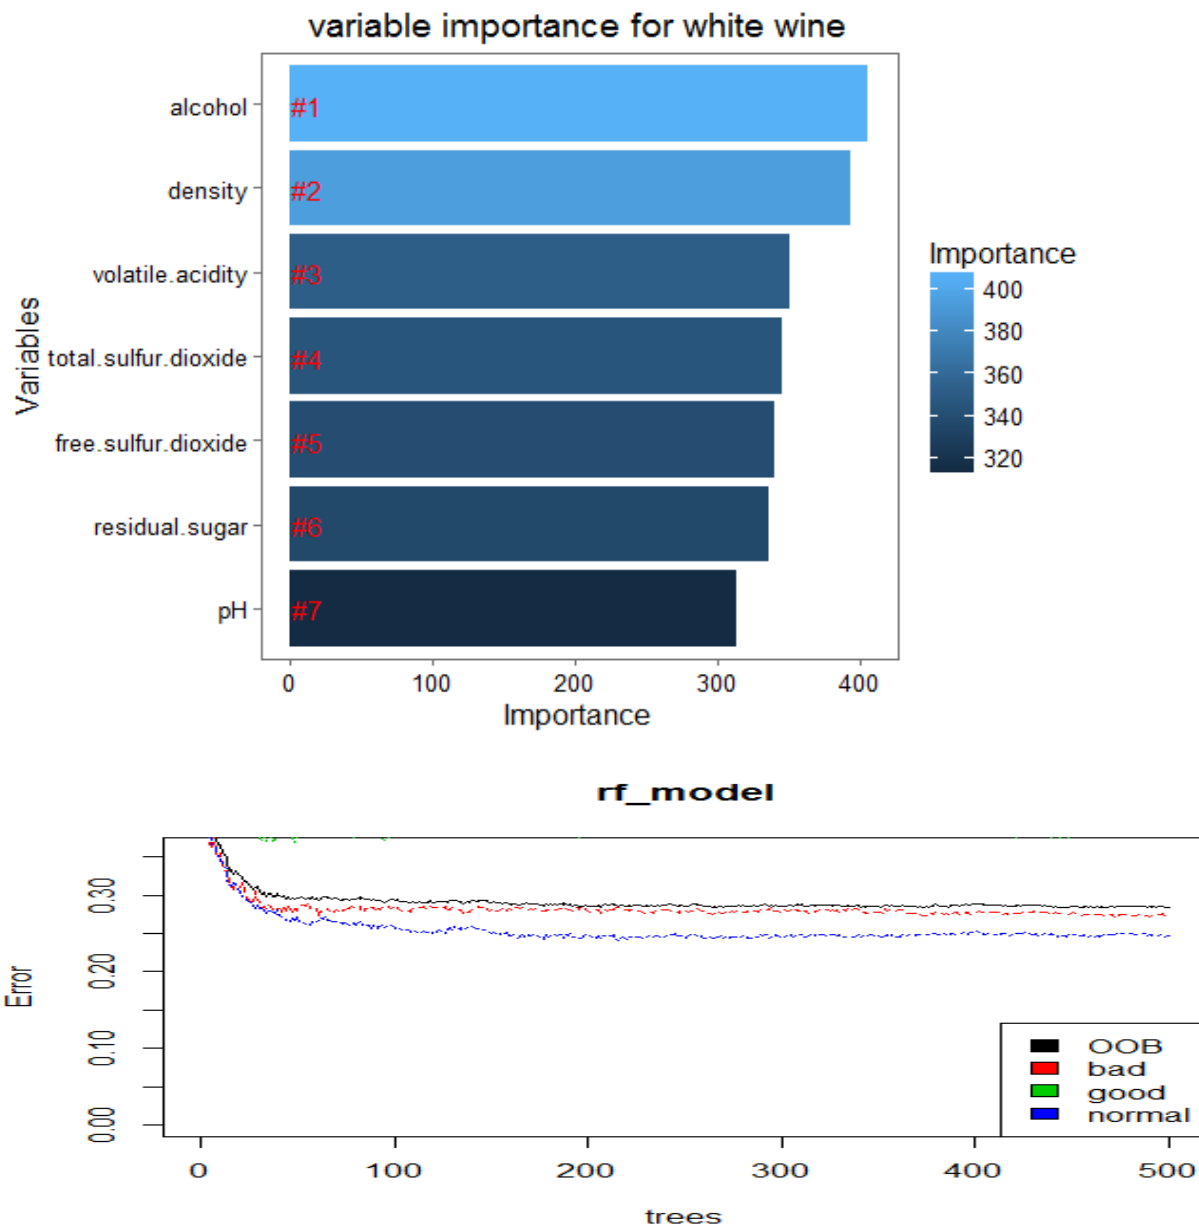 variable importance for white wine
Variables
alcohol
#1
density
#2
volatile.acidity
#3
total.sulfur.dioxide
#4
free.sulfur.dioxide
#5
residual.sugar
#6
pH
#7
0 100 200 300 400
Importance
Importance
400
380
360
340
320
rf_model
Error
0.30
0.20
0.10
0.00
OOB
bad
good
normal
0 100 200 300 400 500
trees